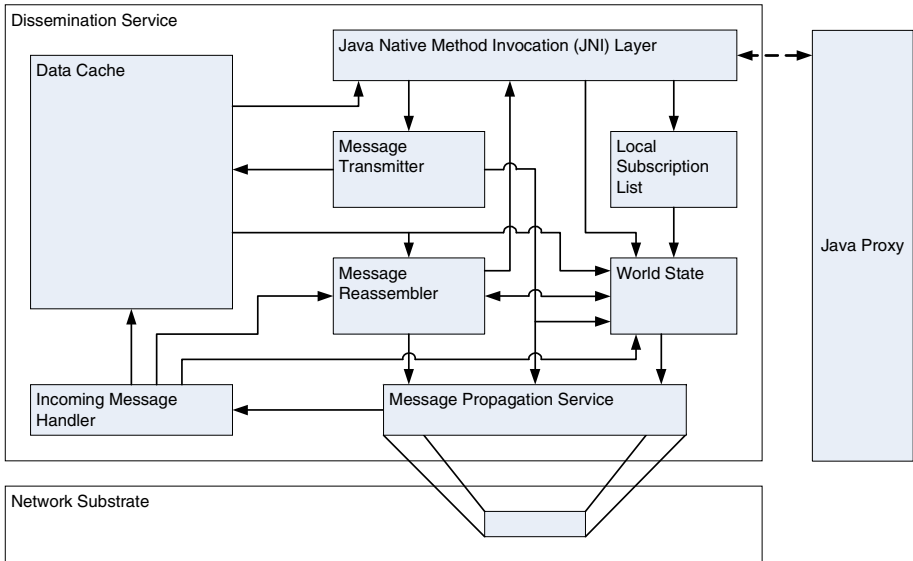 Dissemination Service
Java Native Method Invocation (JNI) Layer
Data Cache
Message
Transmitter
Local
Subscription
List
Java Proxy
Message
Reassembler
World State
Incoming Message
Handler
Message Propagation Service
Network Substrate